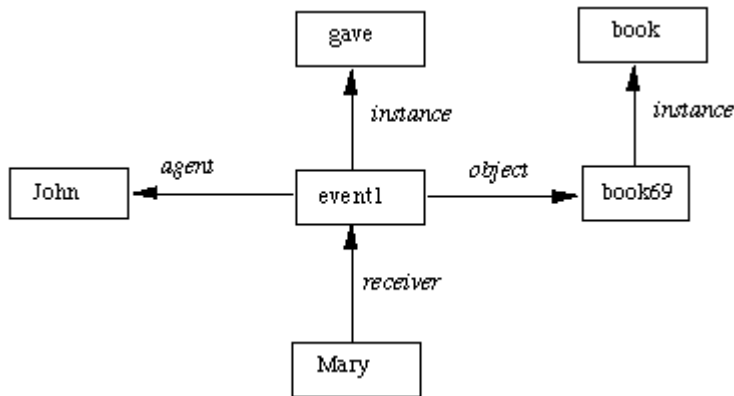 gave
book
instance
instance
agent
object
John
event1
book69
receiver
Mary